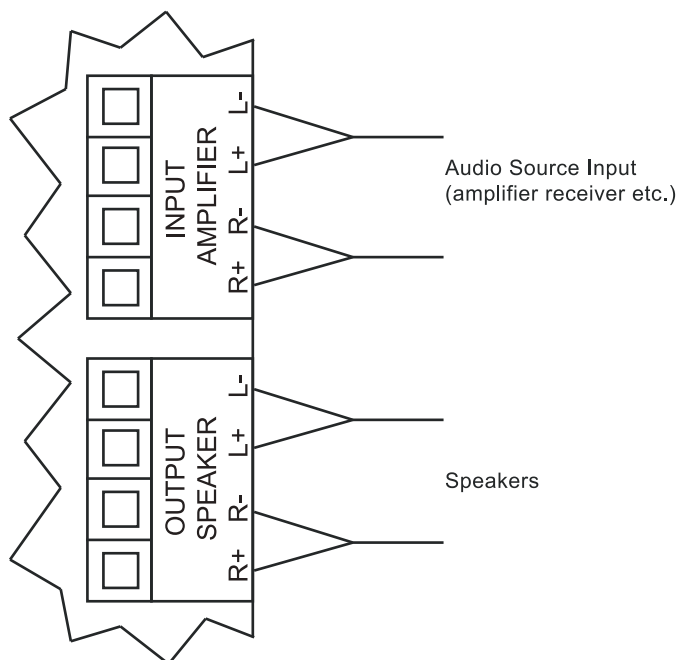 INPUT
AMPLIFIER
L-
L+
R-
R+
Audio Source Input
(amplifier receiver etc.)
OUTPUT
SPEAKER
L-
L+
R-
R+
Speakers